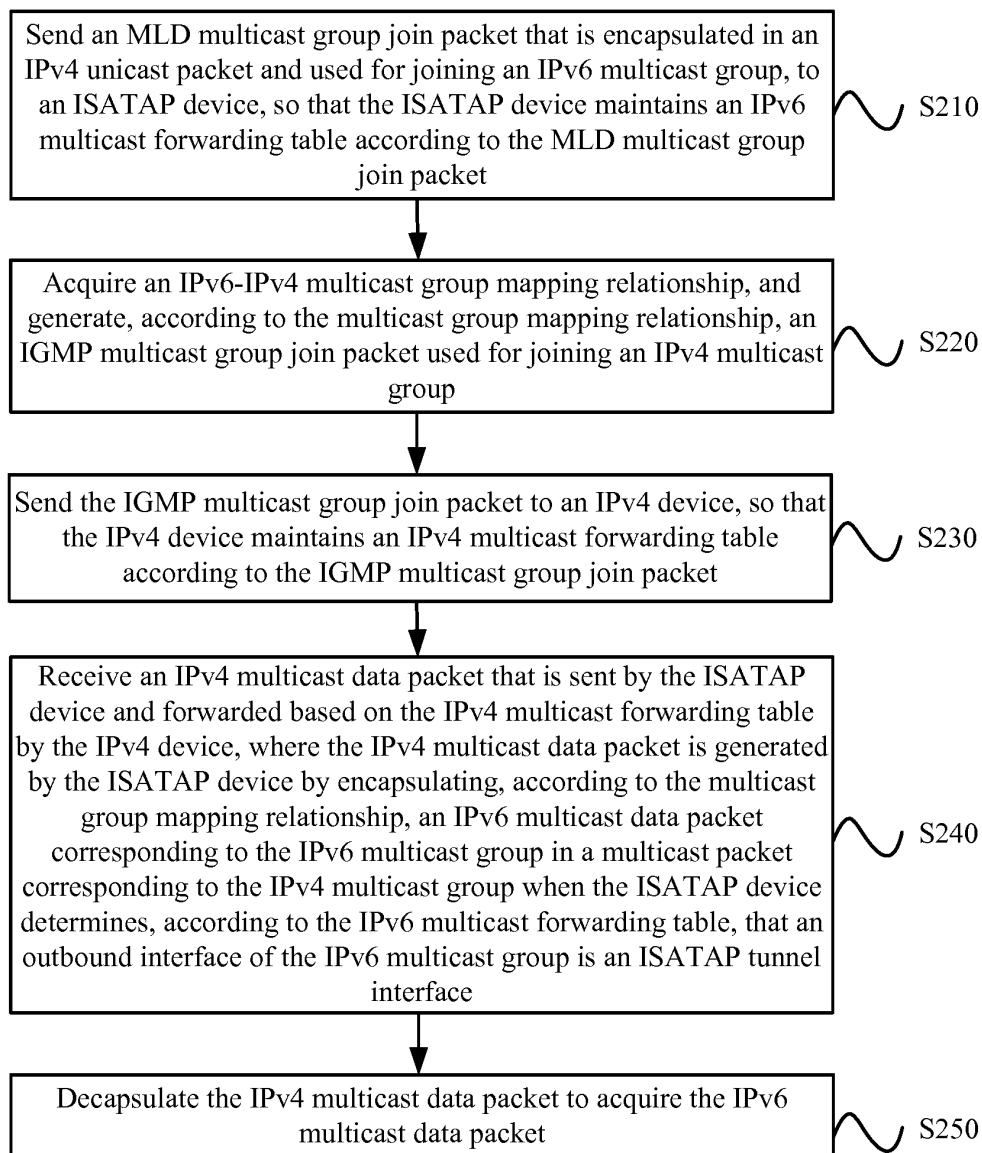 Send an MLD multicast group join packet that is encapsulated in an
IPv4 unicast packet and used for joining an IPv6 multicast group, to
an ISATAP device, so that the ISATAP device maintains an IPv6
multicast forwarding table according to the MLD multicast group
join packet
S210
Acquire an IPv6-IPv4 multicast group mapping relationship, and
generate, according to the multicast group mapping relationship, an
IGMP multicast group join packet used for joining an IPv4 multicast
group
S220
Send the IGMP multicast group join packet to an IPv4 device, so that
the IPv4 device maintains an IPv4 multicast forwarding table
according to the IGMP multicast group join packet
S230
Receive an IPv4 multicast data packet that is sent by the ISATAP
device and forwarded based on the IPv4 multicast forwarding table
by the IPv4 device, where the IPv4 multicast data packet is generated
by the ISATAP device by encapsulating, according to the multicast
group mapping relationship, an IPv6 multicast data packet
corresponding to the IPv6 multicast group in a multicast packet
corresponding to the IPv4 multicast group when the ISATAP device
determines, according to the IPv6 multicast forwarding table, that an
outbound interface of the IPv6 multicast group is an ISATAP tunnel
interface
S240
Decapsulate the IPv4 multicast data packet to acquire the IPv6
multicast data packet
S250